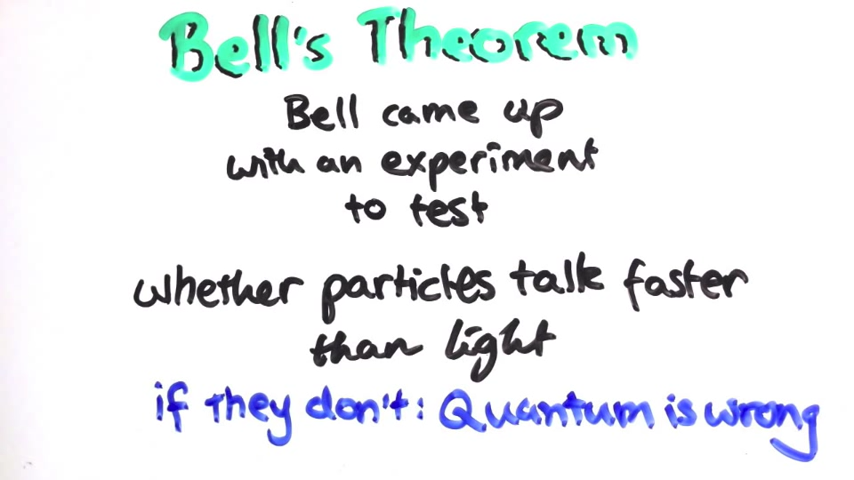 Bell's Theorem
Bell came up
with an experiment
to test
whether particles talk faster
than light
if they don't: Quantum is wrong